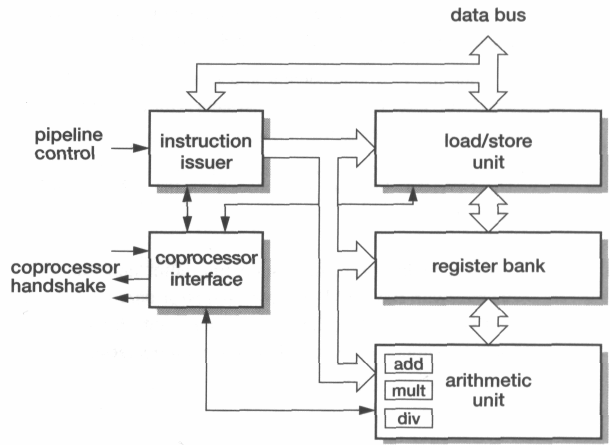 data bus
pipeline
control
instruction
issuer
load/store
unit
coprocessor
handshake
coprocessor
interface
register bank
add
mult
div
arithmetic
unit